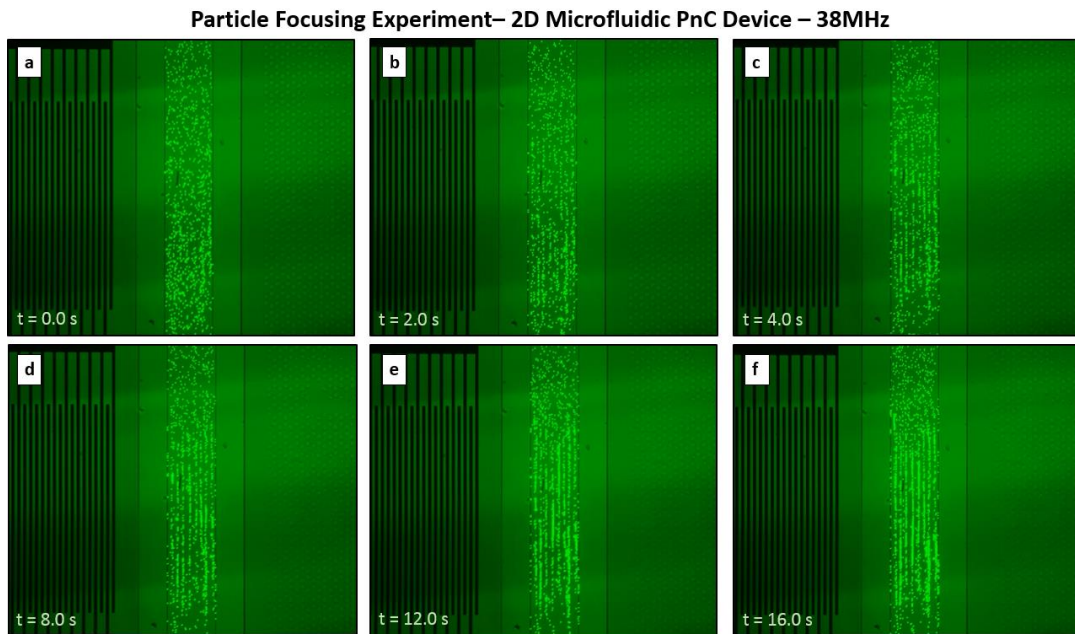 Particle Focusing Experiment– 2D Microfluidic PnC Device – 38MHz
a
b
c
t = 0.0 s
t = 2.0 s
t = 4.0 s
d
e
f
t = 8.0 s
t = 12.0 s
t = 16.0 s